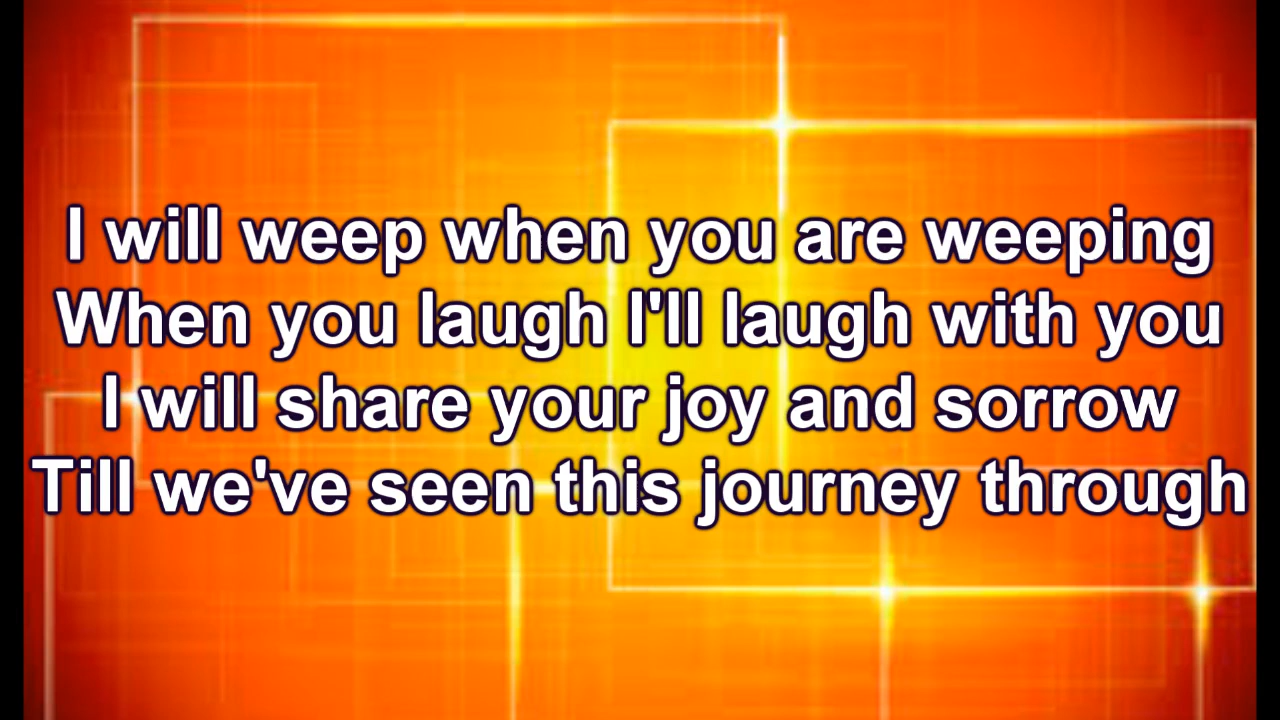 I will weep when you are weeping
When you laugh I'll laugh with you
I will share your joy and sorrow
Till we've seen this journey through